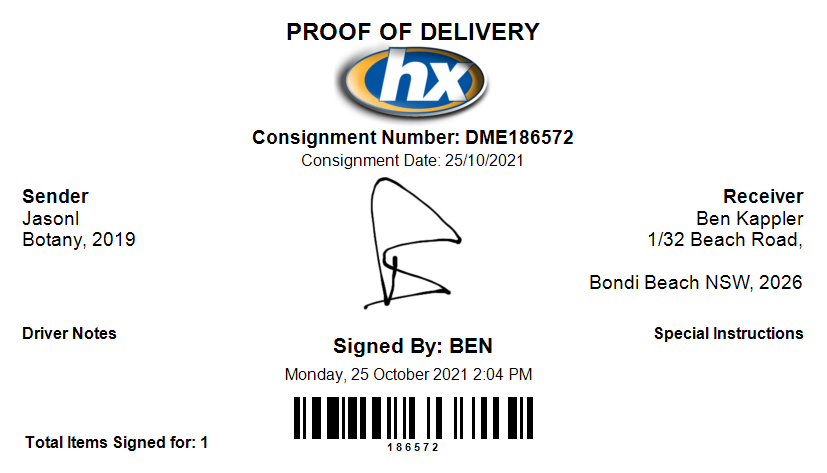 PROOF OF DELIVERY
hx
Consignment Number: DME186572
Consignment Date: 25/10/2021
Sender
JasonI
Botany, 2019
Receiver
Ben Kappler
1/32 Beach Road,
Bondi Beach NSW, 2026
Driver Notes
Special Instructions
Signed By: BEN
Monday, 25 October 2021 2:04 PM
186572
Total Items Signed for: 1